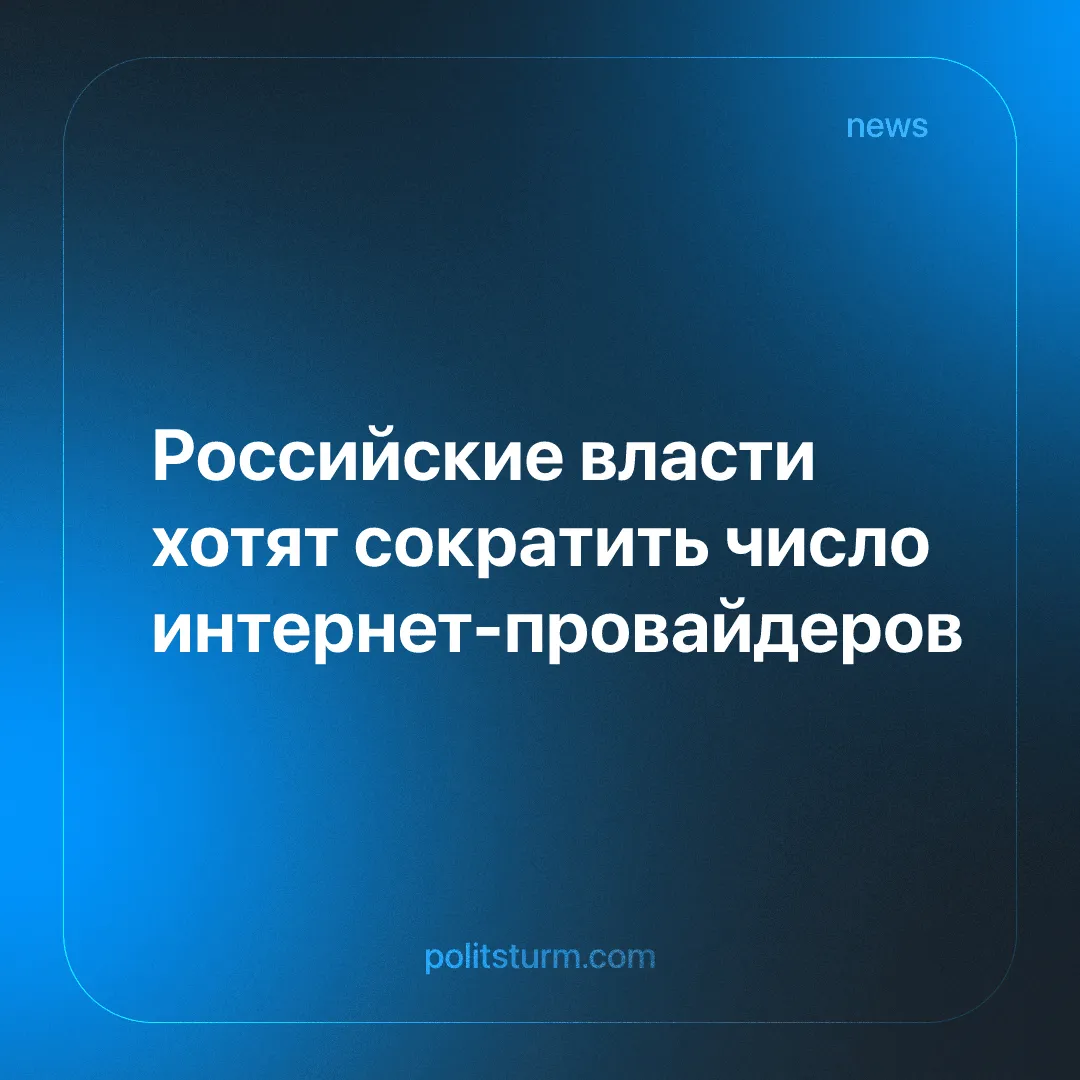 news
Российские власти
хотят сократить число
интернет-провайдеров
politsturm.com